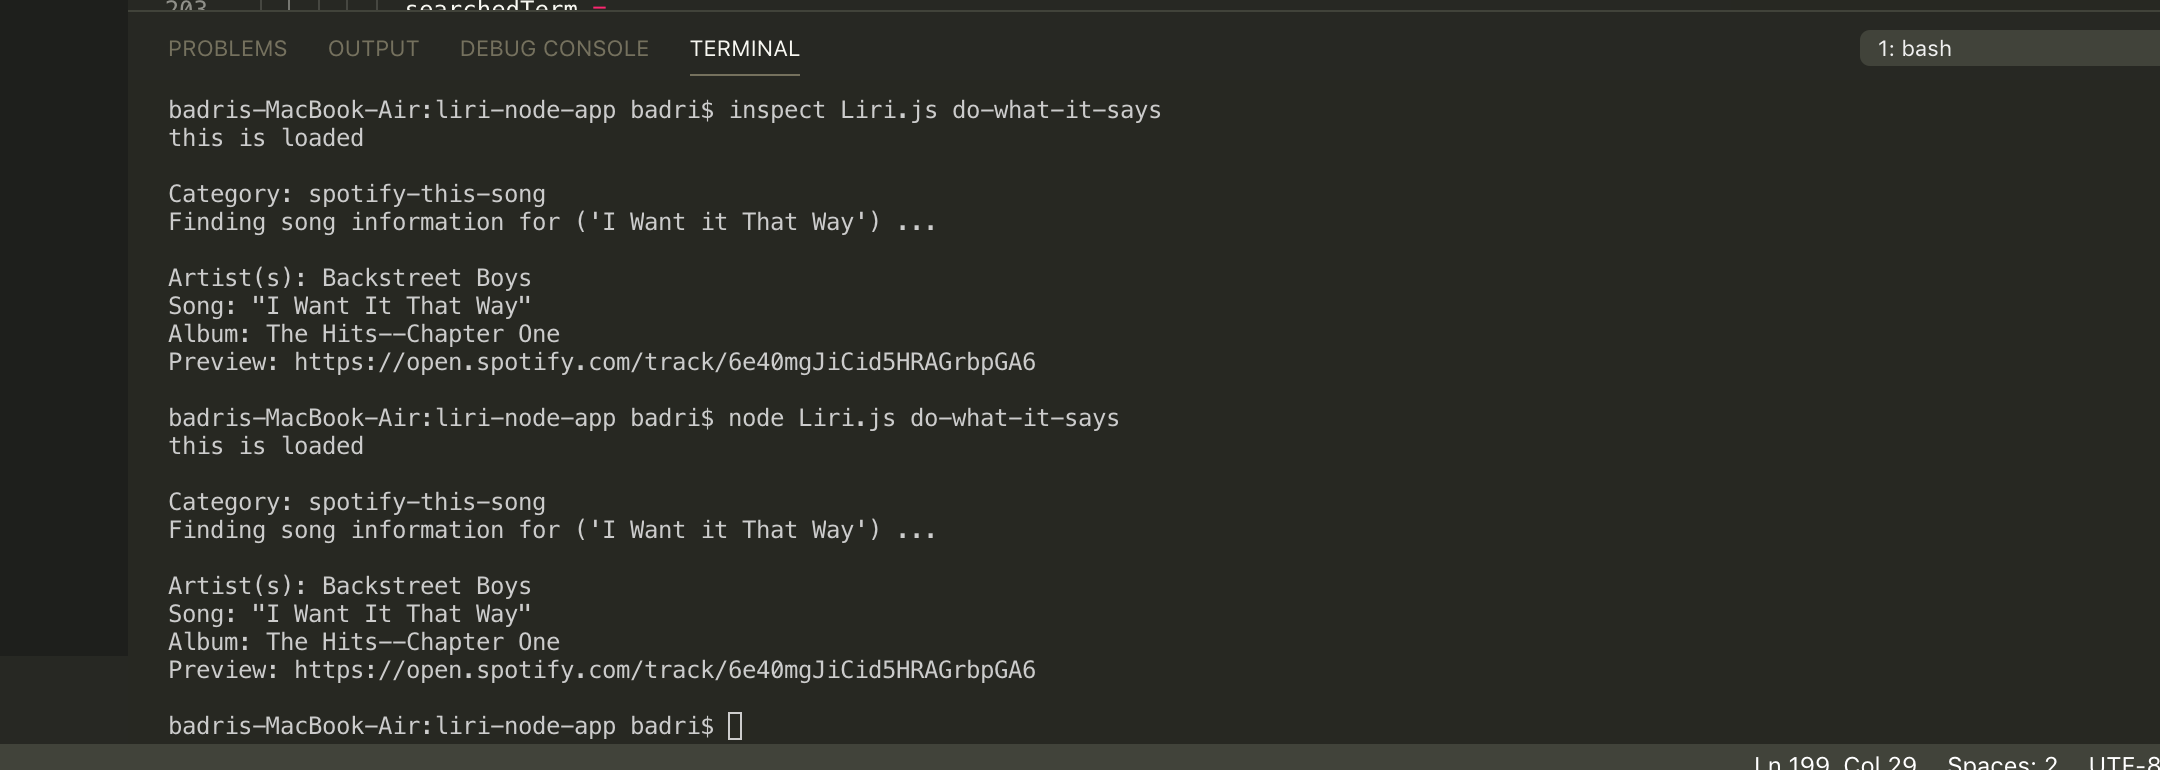 203 searchedTerm =
PROBLEMS OUTPUT DEBUG CONSOLE TERMINAL 1: bash
badris-MacBook-Air:liri-node-app badri$ inspect Liri.js do-what-it-says
this is loaded
Category: spotify-this-song
Finding song information for ('I Want it That Way') ...
Artist(s): Backstreet Boys
Song: "I Want It That Way"
Album: The Hits--Chapter One
Preview: https://open.spotify.com/track/6e40mgJiCid5HRAGrbpGA6
badris-MacBook-Air:liri-node-app badri$ node Liri.js do-what-it-says
this is loaded
Category: spotify-this-song
Finding song information for ('I Want it That Way') ...
Artist(s): Backstreet Boys
Song: "I Want It That Way"
Album: The Hits--Chapter One
Preview: https://open.spotify.com/track/6e40mgJiCid5HRAGrbpGA6
badris-MacBook-Air:liri-node-app badri$
Ln 199, Col 29 Spaces: 2 UTF-8